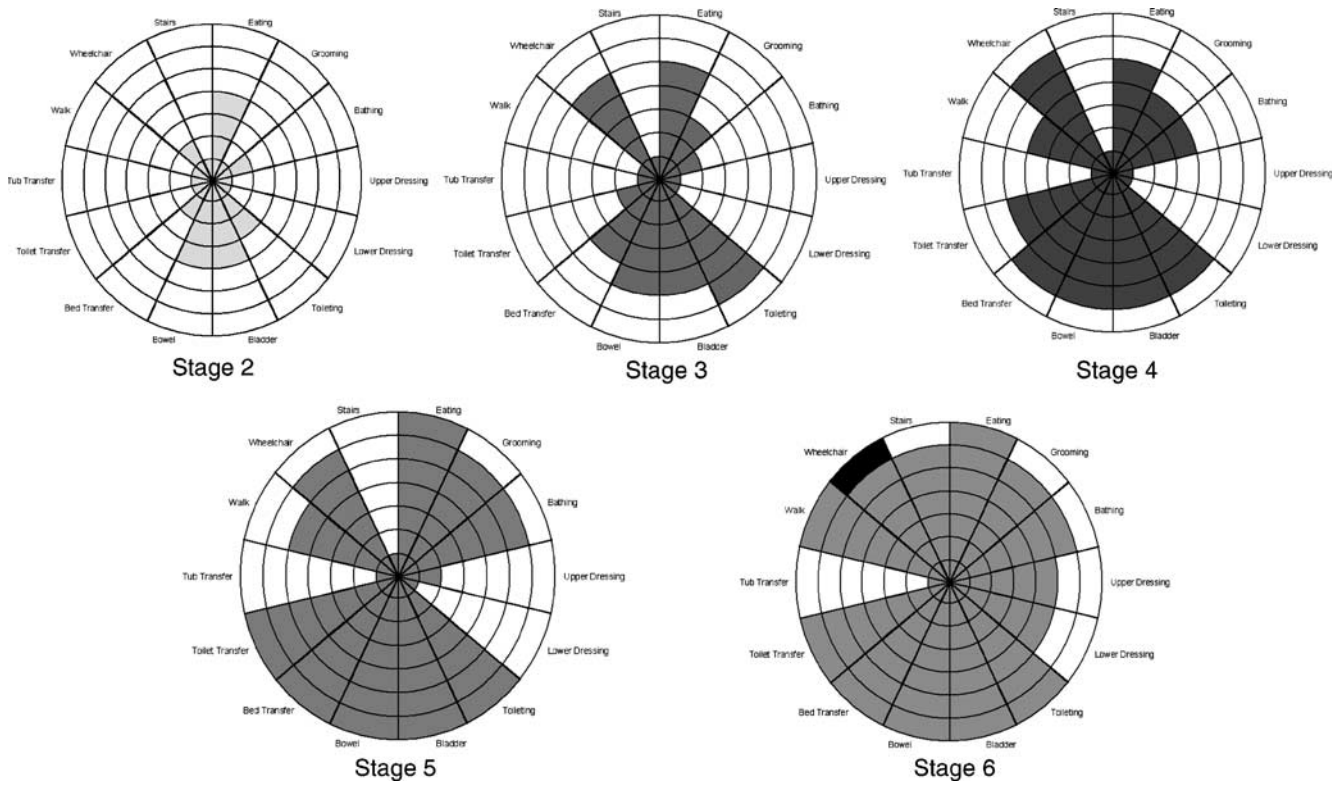 Stairs Eating
Wheelchair Grooming
Walk Bathing
Tub Transfer Upper Dressing
Toilet Transfer Lower Dressing
Bed Transfer Toileting
Bowel Bladder
Stage 2
Stairs Eating
Wheelchair Grooming
Walk Bathing
Tub Transfer Upper Dressing
Toilet Transfer Lower Dressing
Bed Transfer Toileting
Bowel Bladder
Stage 3
Stairs Eating
Wheelchair Grooming
Walk Bathing
Tub Transfer Upper Dressing
Toilet Transfer Lower Dressing
Bed Transfer Toileting
Bowel Bladder
Stage 4
Stairs Eating
Wheelchair Grooming
Walk Bathing
Tub Transfer Upper Dressing
Toilet Transfer Lower Dressing
Bed Transfer Toileting
Bowel Bladder
Stage 5
Stairs Eating
Wheelchair Grooming
Walk Bathing
Tub Transfer Upper Dressing
Toilet Transfer Lower Dressing
Bed Transfer Toileting
Bowel Bladder
Stage 6